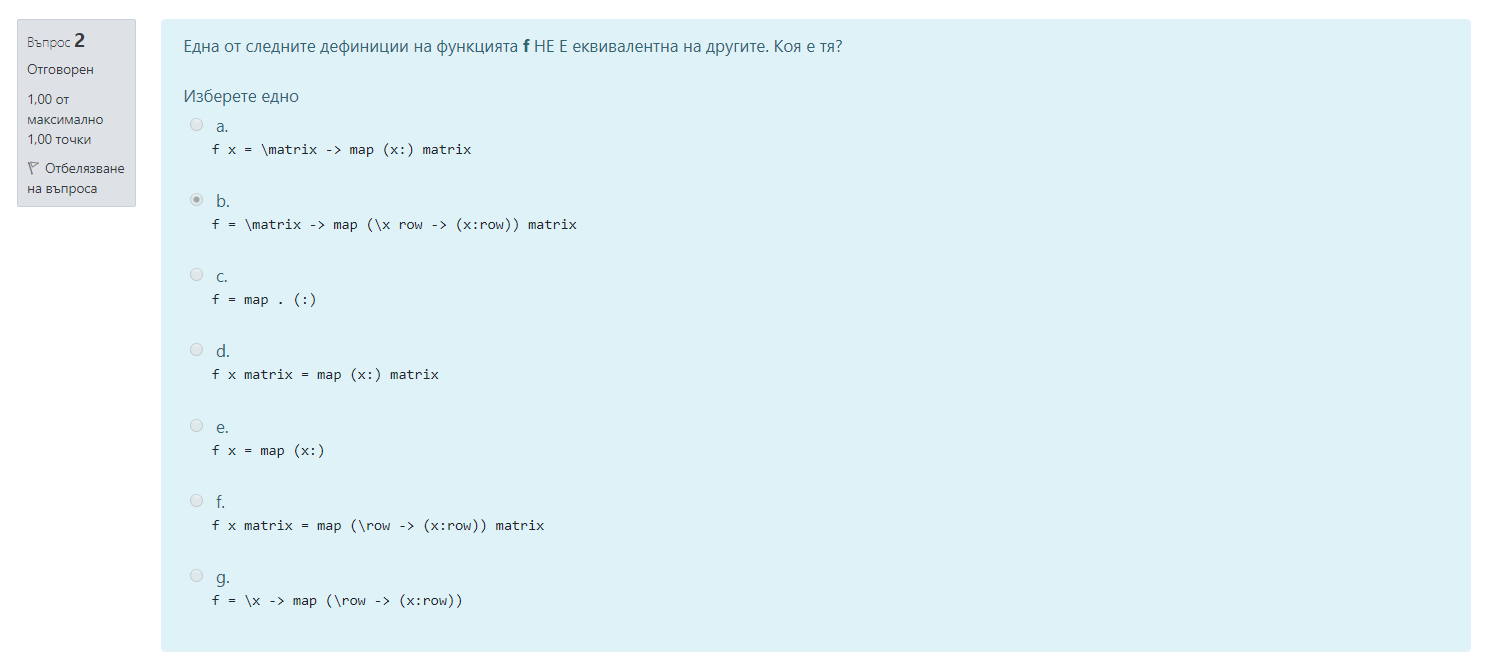 Въпрос 2
Отговорен
1,00 от
максимално
1,00 точки
Отбелязване
на въпроса
Една от следните дефиниции на функцията f НЕ Е еквивалентна на другите. Коя е тя?
Изберете едно
a.
f x = \matrix -> map (x:) matrix
b.
f = \matrix -> map (\x row -> (x:row)) matrix
c.
f = map . (:)
d.
f x matrix = map (x:) matrix
e.
f x = map (x:)
f.
f x matrix = map (\row -> (x:row)) matrix
g.
f = \x -> map (\row -> (x:row))